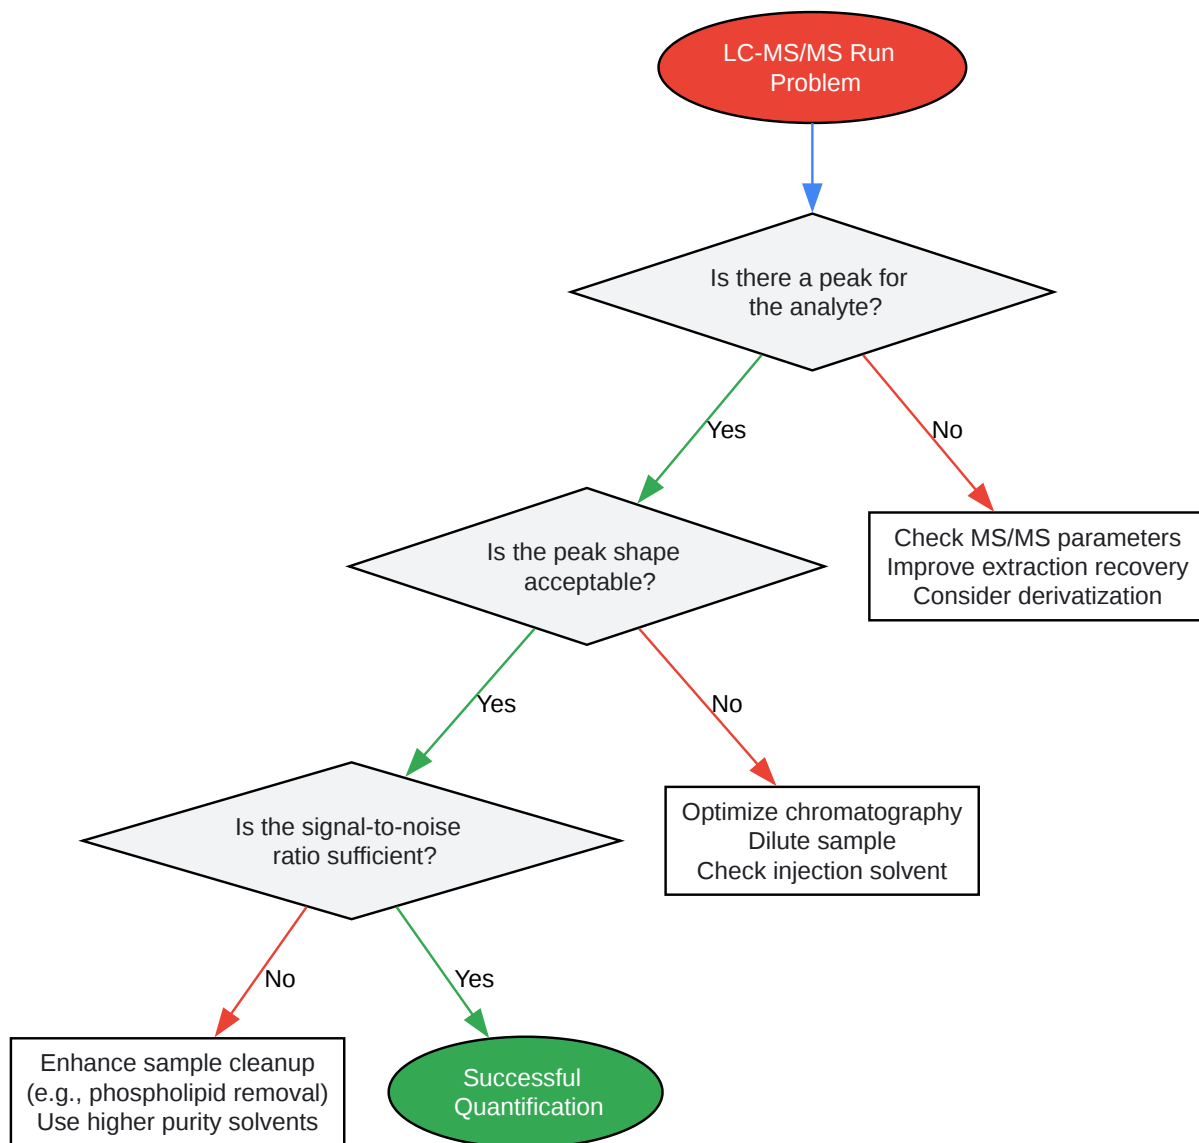 LC-MS/MS Run
Problem
Is there a peak for
the analyte?
Yes
No
Is the peak shape
acceptable?
Check MS/MS parameters
Improve extraction recovery
Consider derivatization
Yes
No
Is the signal-to-noise
ratio sufficient?
Optimize chromatography
Dilute sample
Check injection solvent
No
Yes
Enhance sample cleanup
(e.g., phospholipid removal)
Use higher purity solvents
Successful
Quantification